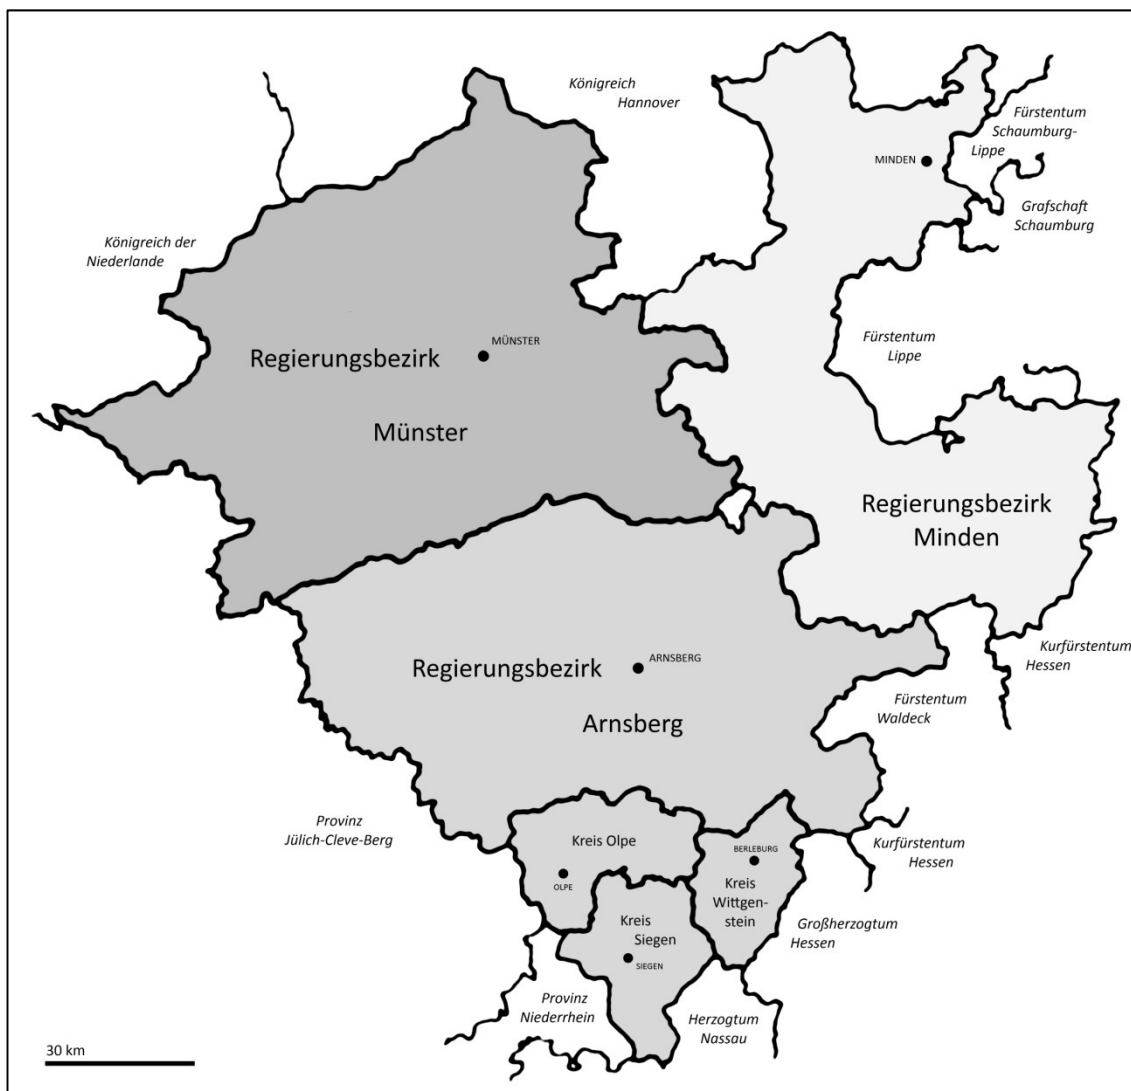 Königreich
Hannover
Fürstentum
Schaumburg-
Lippe
MINDEN
Grafschaft
Schaumburg
Königreich der
Niederlande
Fürstentum
Lippe
MÜNSTER
Regierungsbezirk
Münster
Regierungsbezirk
Minden
Kurfürstentum
Hessen
ARNSBERG
Regierungsbezirk
Arnsberg
Fürstentum
Waldeck
Provinz
Jülich-Cleve-Berg
Kreis Olpe
OLPE
BERLEBURG
Kreis
Wittgen-
stein
Kurfürstentum
Hessen
Kreis
Siegen
SIEGEN
Großherzogtum
Hessen
Provinz
Niederrhein
Herzogtum
Nassau
30 km